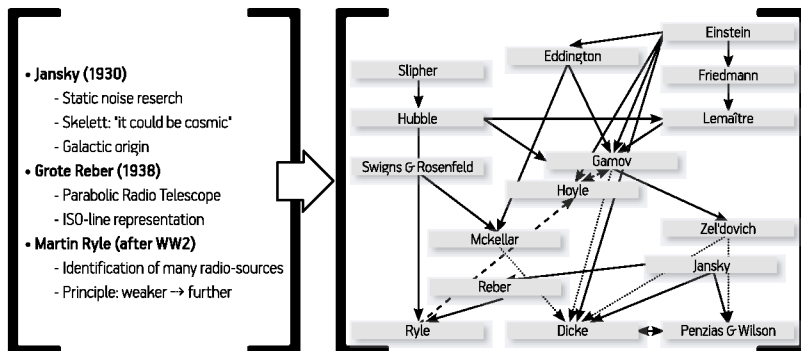 • Jansky (1930)
- Static noise reserch
- Skelett: "it could be cosmic"
- Galactic origin
• Grote Reber (1938)
- Parabolic Radio Telescope
- ISO-line representation
• Martin Ryle (after WW2)
- Identification of many radio-sources
- Principle: weaker → further
Einstein
Eddington
Slipher
Friedmann
Hubble
Lemaître
Swigns & Rosenfeld
Gamov
Hoyle
Mckellar
Zel'dovich
Jansky
Reber
Ryle
Dicke
Penzias & Wilson